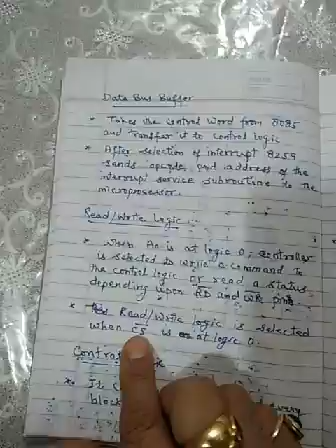 Data Bus Buffer
* Takes the control word from 8085
and transfer it to control logic
* After selection of interrupt 8259
sends opcode and address of the
interrupt service subroutine to the
microprocessor.
Read/Write Logic :-
* When A0 is at logic 0, controller
is selected to write a command to
the control logic or read a status
depending upon RD and WR pins.
* Read/Write logic is selected
when CS is at logic 0.
Control
* It
block